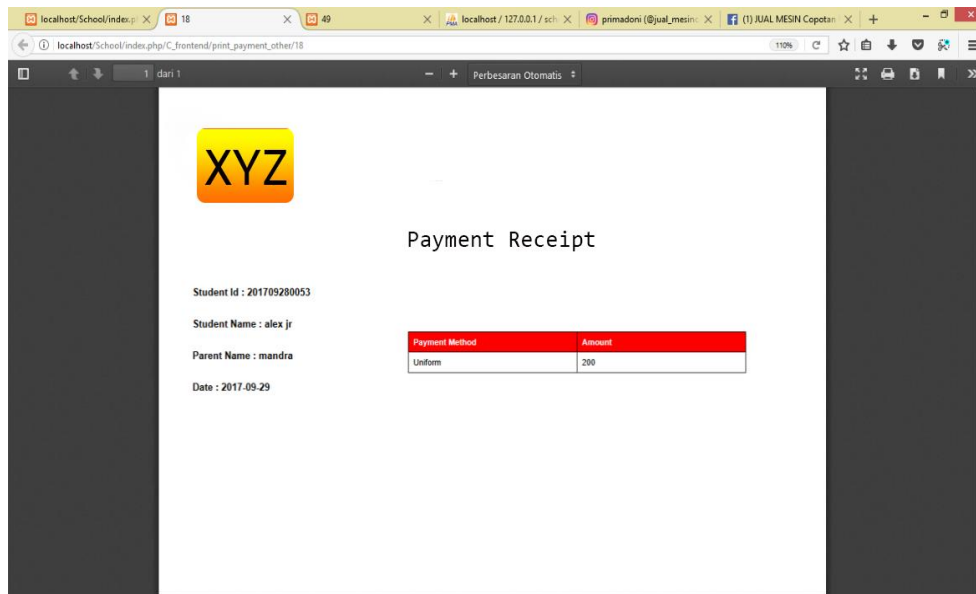 localhost/School/index.p
18
49
localhost / 127.0.0.1 / sch
primadoni (@jual_mesin
(1) JUAL MESIN Copotan
localhost/School/index.php/C_frontend/print_payment_other/18
110%
1 dari 1
Perbesaran Otomatis
XYZ
Payment Receipt
Student Id : 201709280053
Student Name : alex jr
Parent Name : mandra
Date : 2017-09-29
Payment Method Amount
Uniform 200